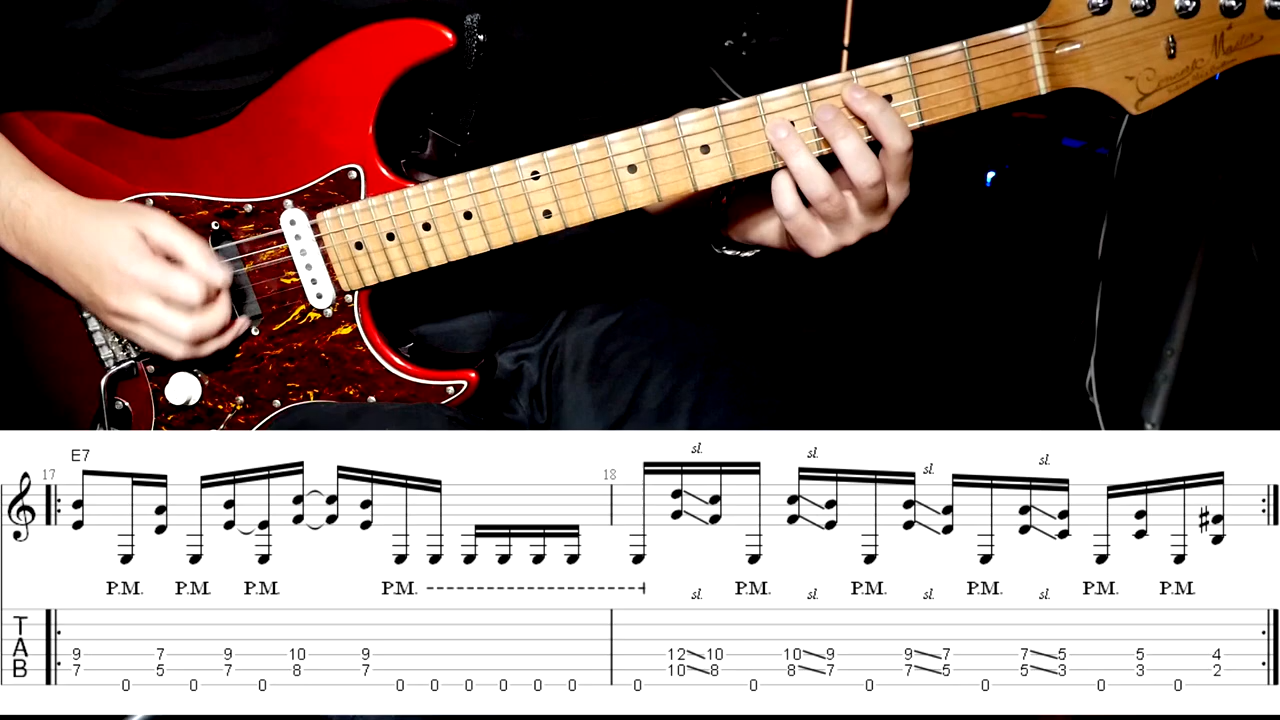 Concert Master
E7
17
18
sl. sl. sl. sl.
P.M. P.M. P.M. P.M. P.M. P.M. P.M. P.M. P.M.
sl. sl. sl. sl.
T
A
B
9 7 9 10 9 12 10 10 9 9 7 7 5 5 4
7 5 7 8 7 10 8 8 7 7 5 5 3 3 2
0 0 0 0 0 0 0 0 0 0 0 0 0 0 0